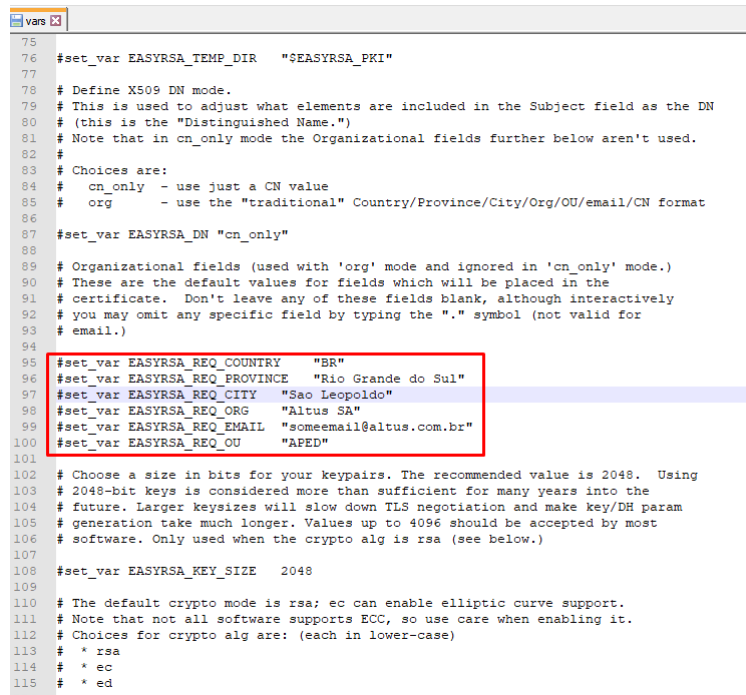 vars
75
76 #set_var EASYRSA_TEMP_DIR "$EASYRSA_PKI"
77
78 # Define X509 DN mode.
79 # This is used to adjust what elements are included in the Subject field as the DN
80 # (this is the "Distinguished Name.")
81 # Note that in cn_only mode the Organizational fields further below aren't used.
82 #
83 # Choices are:
84 #   cn_only  - use just a CN value
85 #   org      - use the "traditional" Country/Province/City/Org/OU/email/CN format
86
87 #set_var EASYRSA_DN "cn_only"
88
89 # Organizational fields (used with 'org' mode and ignored in 'cn_only' mode.)
90 # These are the default values for fields which will be placed in the
91 # certificate.  Don't leave any of these fields blank, although interactively
92 # you may omit any specific field by typing the "." symbol (not valid for
93 # email.)
94
95 #set_var EASYRSA_REQ_COUNTRY "BR"
96 #set_var EASYRSA_REQ_PROVINCE "Rio Grande do Sul"
97 #set_var EASYRSA_REQ_CITY "Sao Leopoldo"
98 #set_var EASYRSA_REQ_ORG "Altus SA"
99 #set_var EASYRSA_REQ_EMAIL "someemail@altus.com.br"
100 #set_var EASYRSA_REQ_OU "APED"
101
102 # Choose a size in bits for your keypairs. The recommended value is 2048.  Using
103 # 2048-bit keys is considered more than sufficient for many years into the
104 # future. Larger keysizes will slow down TLS negotiation and make key/DH param
105 # generation take much longer. Values up to 4096 should be accepted by most
106 # software. Only used when the crypto alg is rsa (see below.)
107
108 #set_var EASYRSA_KEY_SIZE 2048
109
110 # The default crypto mode is rsa; ec can enable elliptic curve support.
111 # Note that not all software supports ECC, so use care when enabling it.
112 # Choices for crypto alg are: (each in lower-case)
113 #  * rsa
114 #  * ec
115 #  * ed